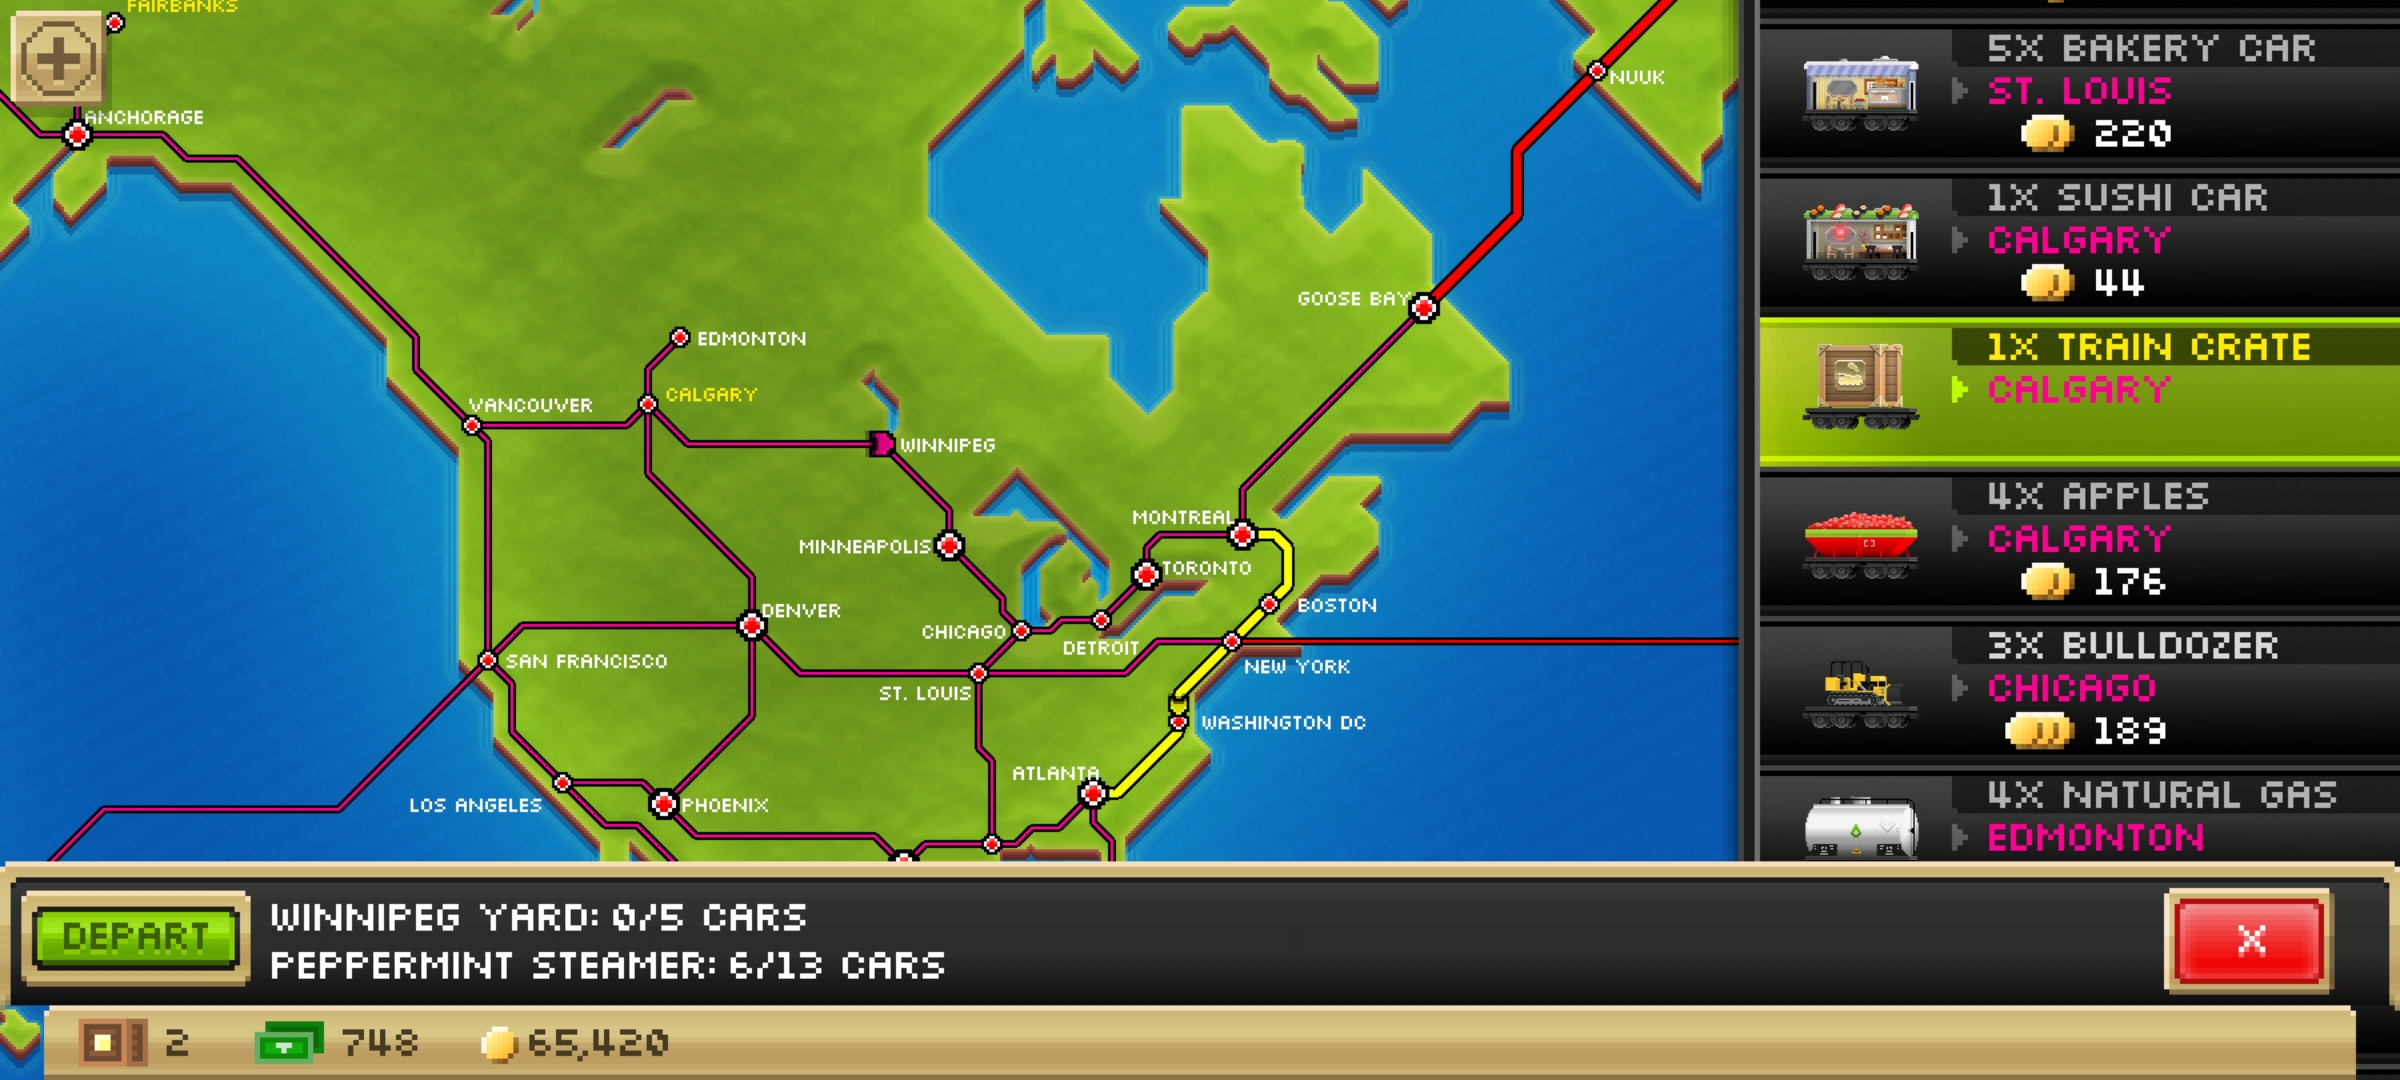 FAIRBANKS
ANCHORAGE
NUUK
GOOSE BAY
EDMONTON
CALGARY
VANCOUVER
WINNIPEG
MONTREAL
MINNEAPOLIS
TORONTO
BOSTON
DENVER
CHICAGO
DETROIT
SAN FRANCISCO
NEW YORK
ST. LOUIS
WASHINGTON DC
ATLANTA
LOS ANGELES
PHOENIX
5X BAKERY CAR
ST. LOUIS
220
1X SUSHI CAR
CALGARY
44
1X TRAIN CRATE
CALGARY
4X APPLES
CALGARY
176
3X BULLDOZER
CHICAGO
189
4X NATURAL GAS
EDMONTON
DEPART
WINNIPEG YARD: 0/5 CARS
PEPPERMINT STEAMER: 6/13 CARS
X
2
748
65,420